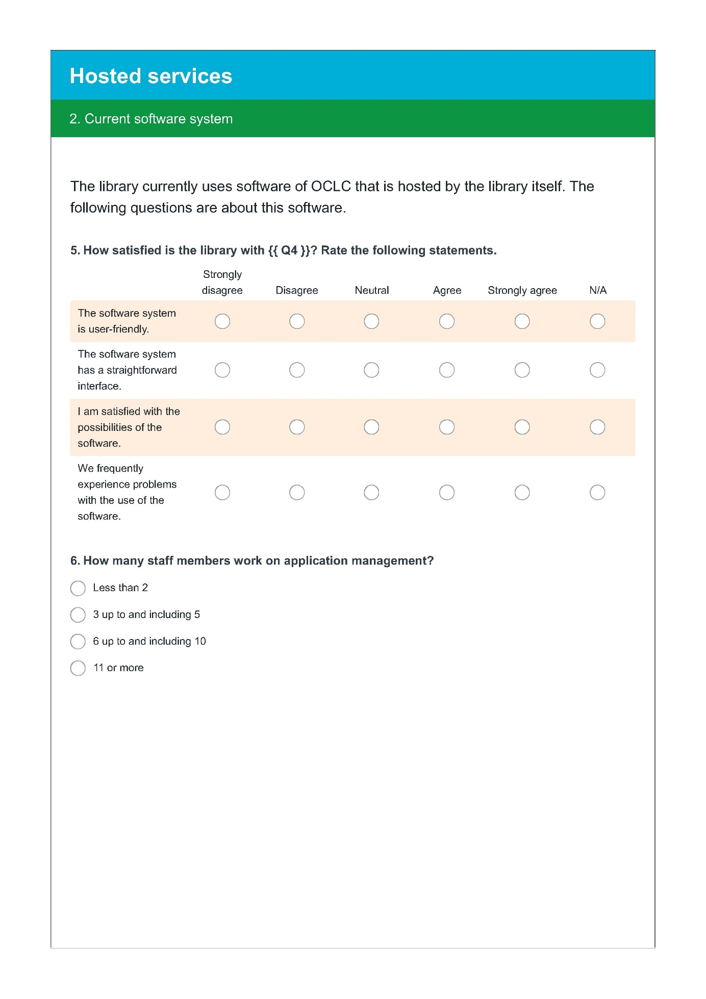 Hosted services
2. Current software system
The library currently uses software of OCLC that is hosted by the library itself. The
following questions are about this software.
5. How satisfied is the library with {{ Q4 }}? Rate the following statements.
Strongly
disagree Disagree Neutral Agree Strongly agree N/A
The software system
is user-friendly.
The software system
has a straightforward
interface.
I am satisfied with the
possibilities of the
software.
We frequently
experience problems
with the use of the
software.
6. How many staff members work on application management?
Less than 2
3 up to and including 5
6 up to and including 10
11 or more